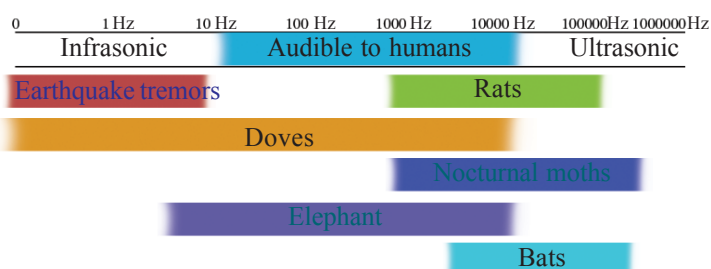 0 1 Hz 10 Hz 100 Hz 1000 Hz 10000 Hz 100000Hz 1000000Hz
Infrasonic Audible to humans Ultrasonic
Earthquake tremors Rats
Doves
Nocturnal moths
Elephant
Bats